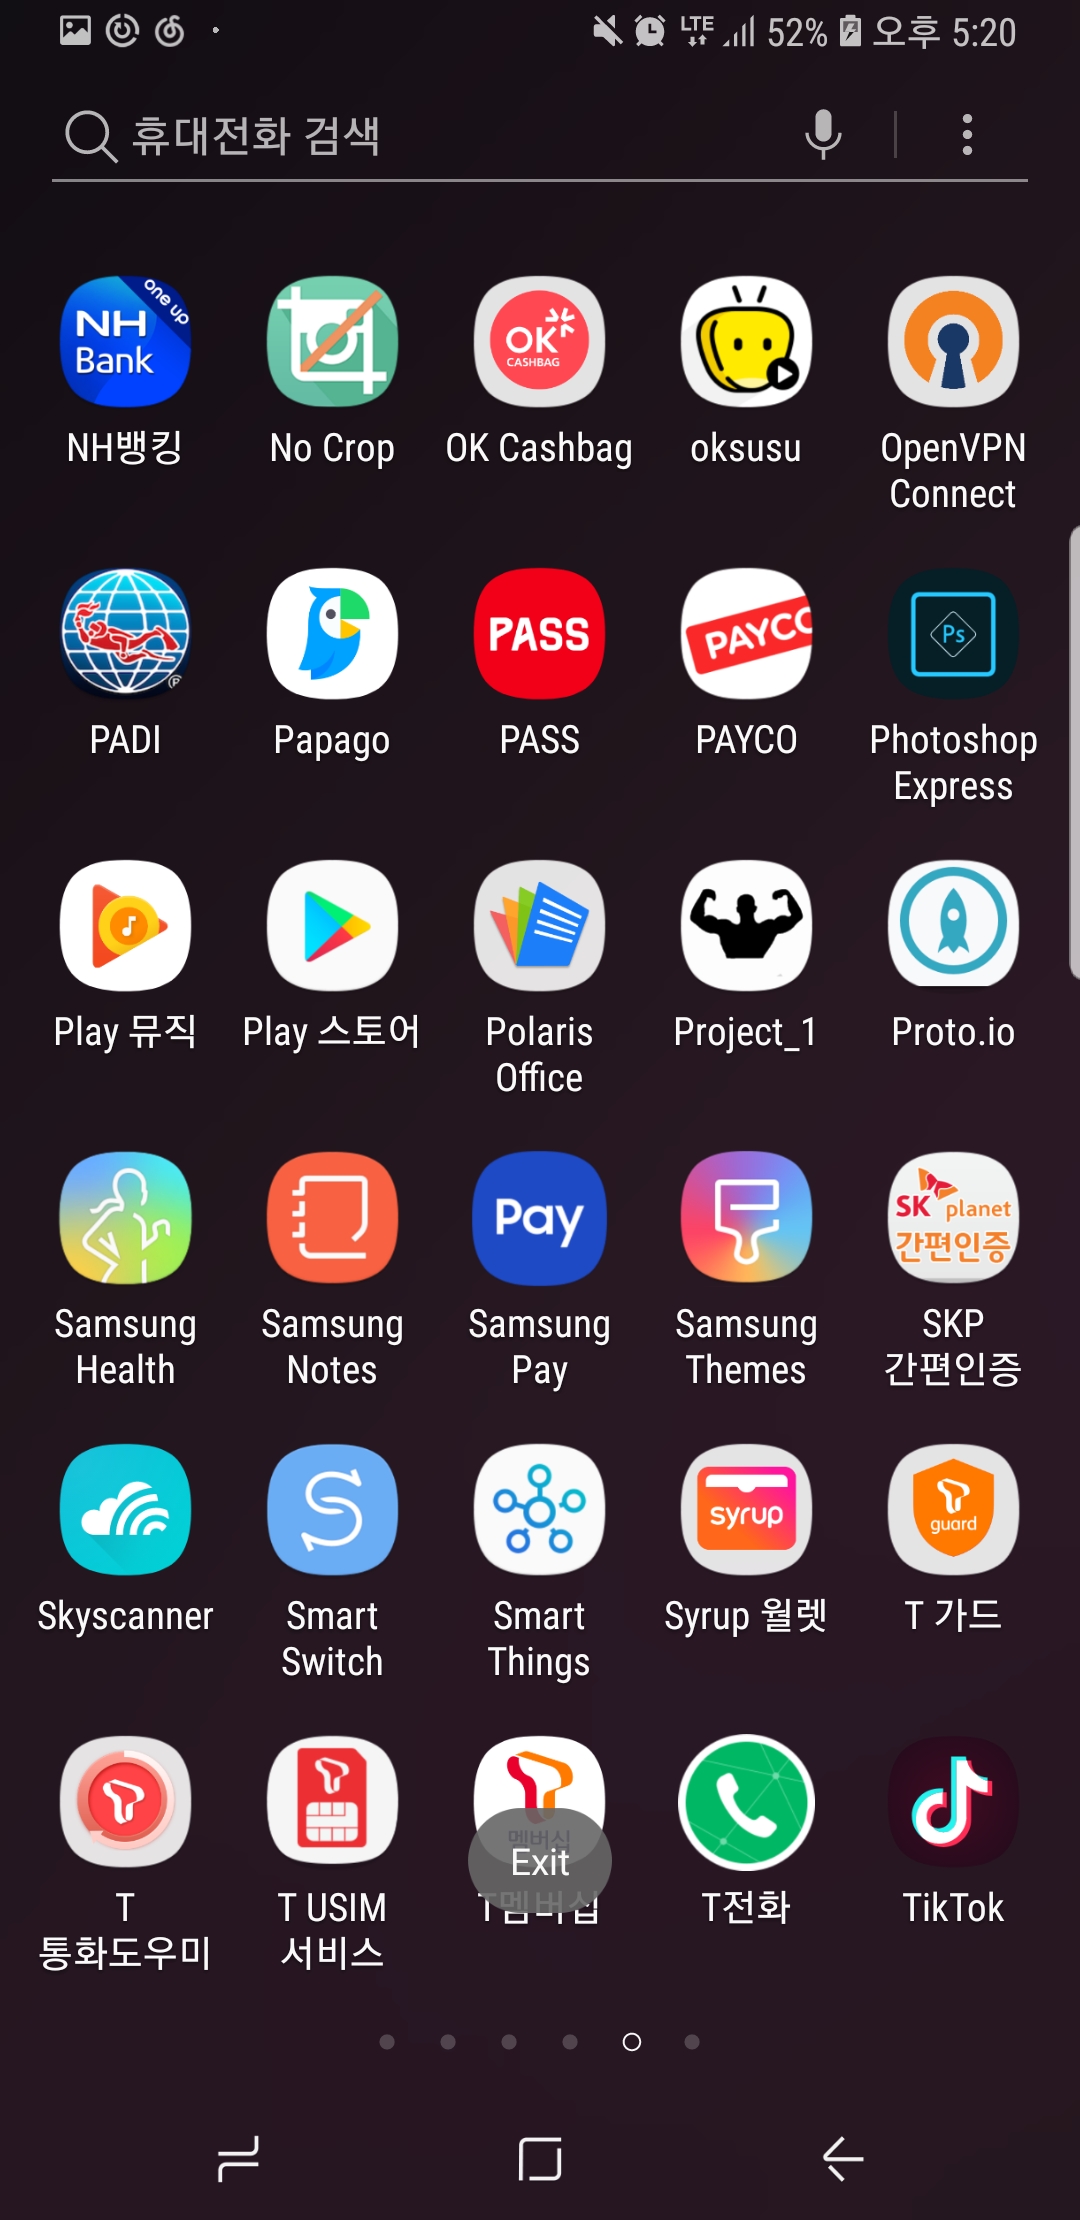 LTE 52% 오후 5:20
휴대전화 검색
one up
NH
Bank
OK
CASHBAG
NH뱅킹 No Crop OK Cashbag oksusu OpenVPN
Connect
PASS PAYCO Ps
PADI Papago PASS PAYCO Photoshop
Express
Play 뮤직 Play 스토어 Polaris Project_1 Proto.io
Office
Pay SK planet
간편인증
Samsung Samsung Samsung Samsung SKP
Health Notes Pay Themes 간편인증
syrup guard
Skyscanner Smart Smart Syrup 월렛 T 가드
Switch Things
멤버십
Exit
T T USIM T멤버십 T전화 TikTok
통화도우미 서비스